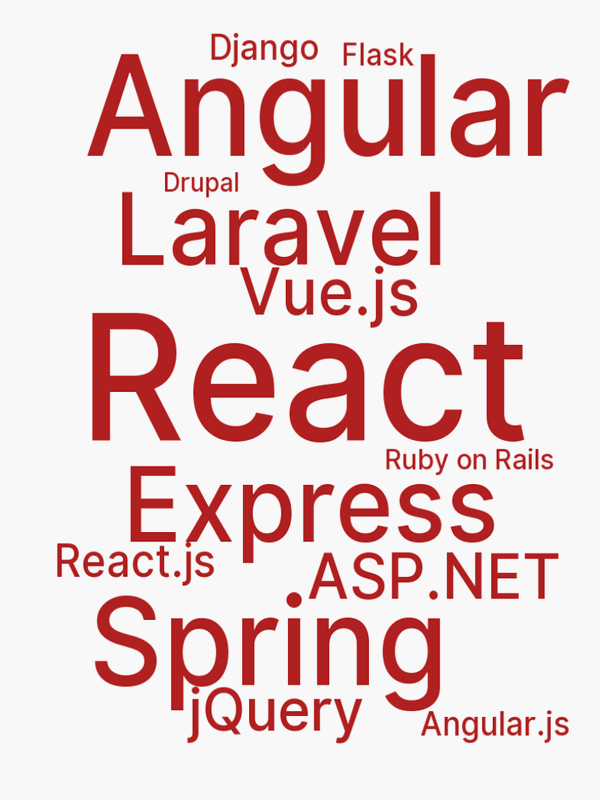 Django
Flask
Angular
Drupal
Laravel
Vue.js
React
Ruby on Rails
Express
React.js
ASP.NET
Spring
jQuery
Angular.js